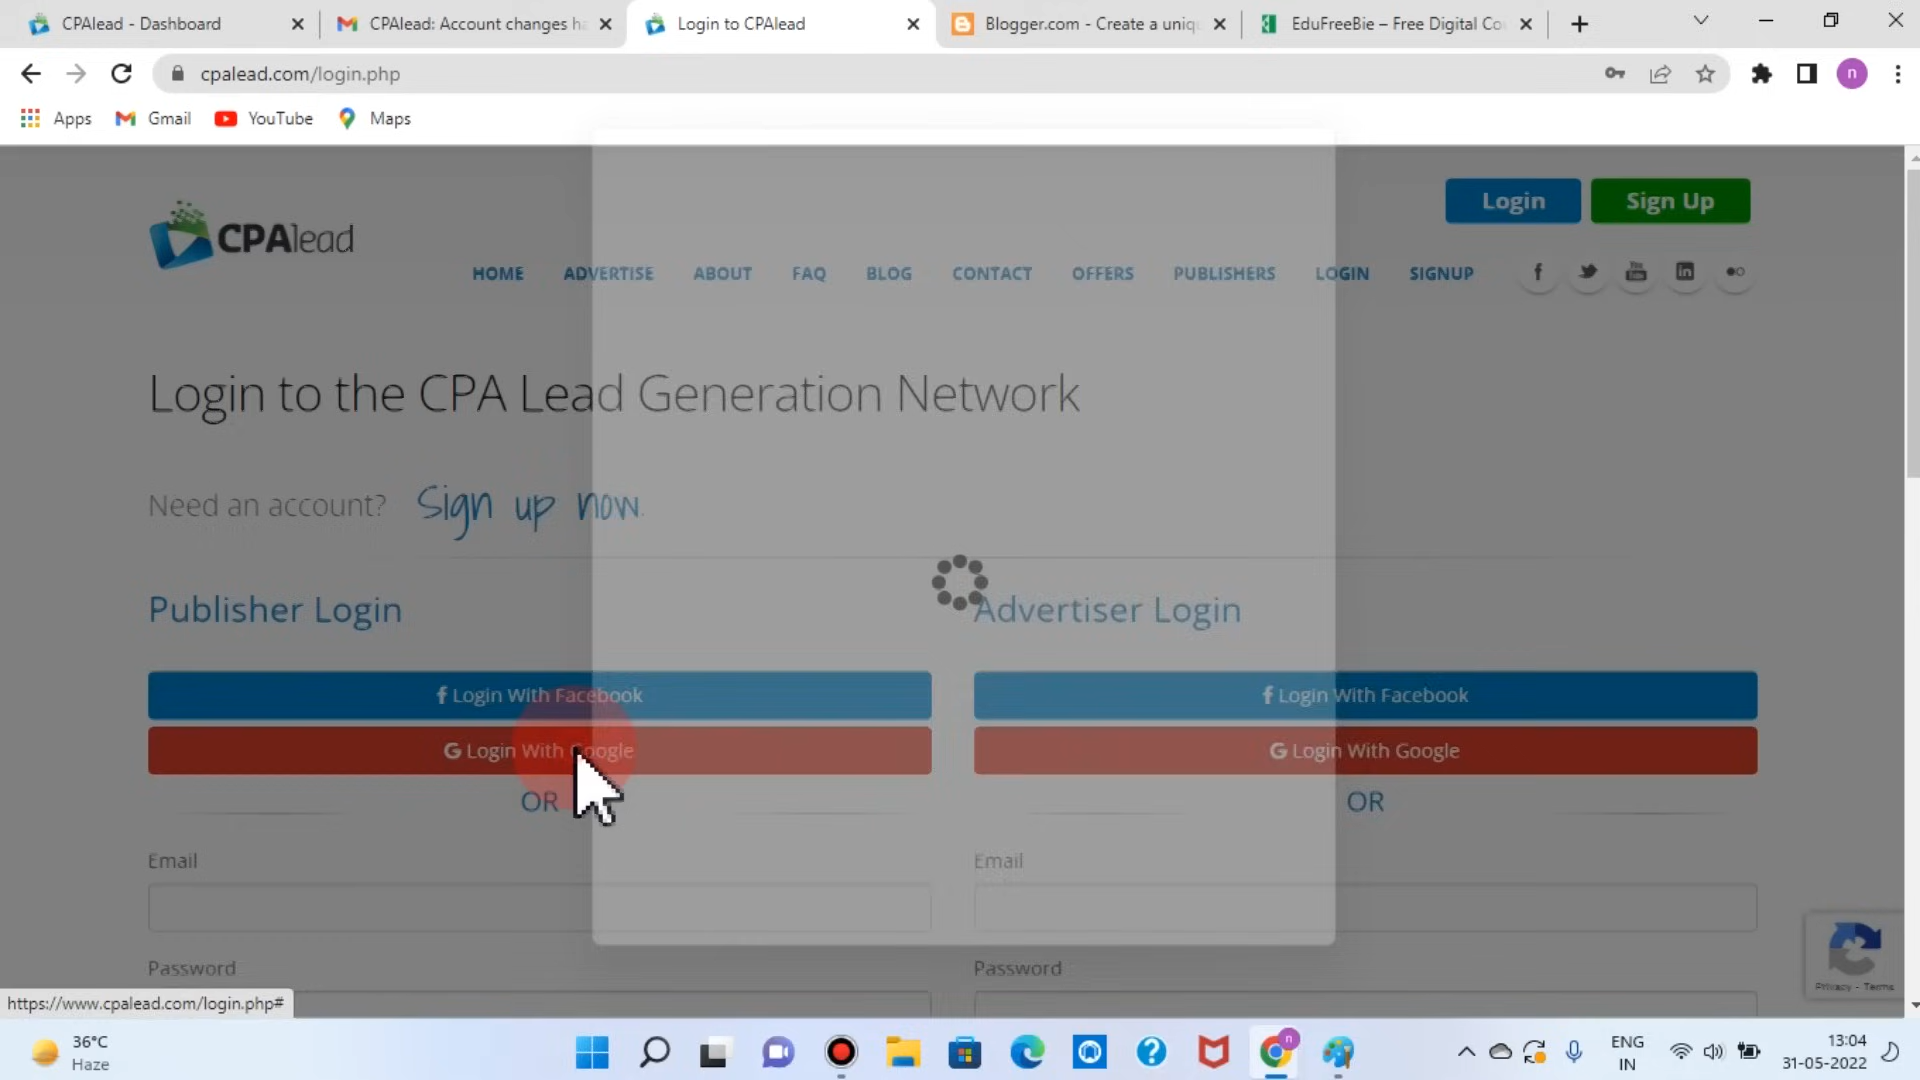 CPAlead - Dashboard
CPAlead: Account changes ha
Login to CPAlead
Blogger.com - Create a uniq
EduFreeBie – Free Digital Co
cpalead.com/login.php
n
Apps
Gmail
YouTube
Maps
Login
Sign Up
CPAlead
HOME
ADVERTISE
ABOUT
FAQ
BLOG
CONTACT
OFFERS
PUBLISHERS
LOGIN
SIGNUP
Login to the CPA Lead Generation Network
Need an account? Sign up now.
Publisher Login
Advertiser Login
Login With Facebook
Login With Facebook
G Login With Google
G Login With Google
OR
OR
Email
Email
Password
Password
Privacy - Terms
https://www.cpalead.com/login.php#
36°C
Haze
n
ENG
IN
13:04
31-05-2022